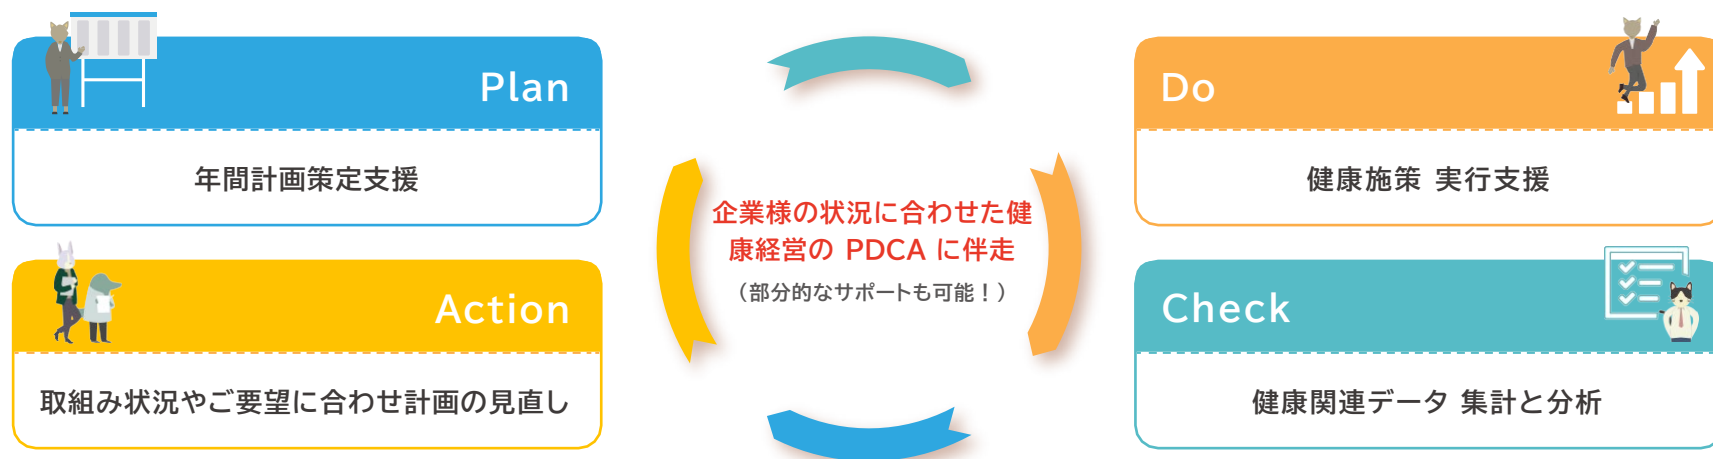 Plan
年間計画策定支援
Do
健康施策 実行支援
企業様の状況に合わせた健
康経営の PDCA に伴走
（部分的なサポートも可能！）
Action
取組み状況やご要望に合わせ計画の見直し
Check
健康関連データ 集計と分析